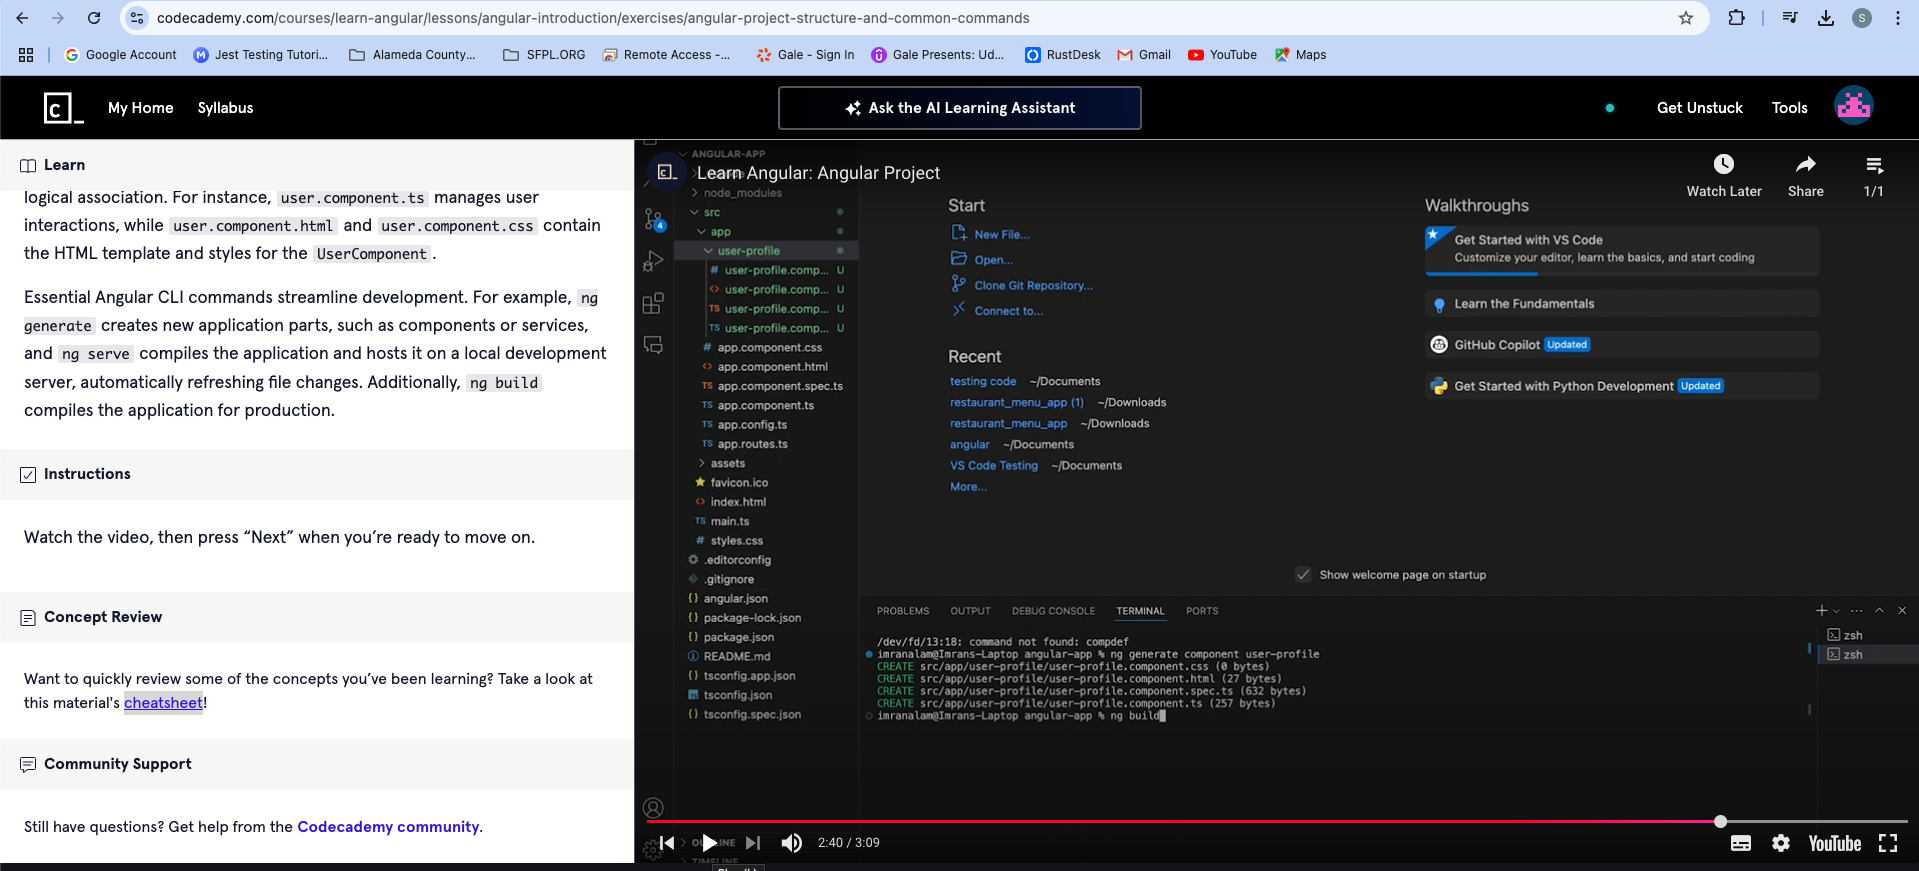 codecademy.com/courses/learn-angular/lessons/angular-introduction/exercises/angular-project-structure-and-common-commands
S
Google Account
Jest Testing Tutori...
Alameda County...
SFPL.ORG
Remote Access -...
Gale - Sign In
Gale Presents: Ud...
RustDesk
Gmail
YouTube
Maps
My Home
Syllabus
Ask the AI Learning Assistant
Get Unstuck
Tools
Learn
logical association. For instance, user.component.ts manages user
interactions, while user.component.html and user.component.css contain
the HTML template and styles for the UserComponent.
Essential Angular CLI commands streamline development. For example, ng
generate creates new application parts, such as components or services,
and ng serve compiles the application and hosts it on a local development
server, automatically refreshing file changes. Additionally, ng build
compiles the application for production.
Instructions
Watch the video, then press “Next” when you’re ready to move on.
Concept Review
Want to quickly review some of the concepts you’ve been learning? Take a look at
this material's cheatsheet!
Community Support
Still have questions? Get help from the Codecademy community.
ANGULAR-APP
Learn Angular: Angular Project
node_modules
src
app
user-profile
# user-profile.comp... U
<> user-profile.comp... U
TS user-profile.comp... U
TS user-profile.comp... U
# app.component.css
<> app.component.html
TS app.component.spec.ts
TS app.component.ts
TS app.config.ts
TS app.routes.ts
assets
favicon.ico
<> index.html
TS main.ts
# styles.css
.editorconfig
.gitignore
{} angular.json
{} package-lock.json
{} package.json
README.md
{} tsconfig.app.json
tsconfig.json
{} tsconfig.spec.json
4
Watch Later
Share
1/1
Start
New File...
Open...
Clone Git Repository...
Connect to...
Recent
testing code ~/Documents
restaurant_menu_app (1) ~/Downloads
restaurant_menu_app ~/Downloads
angular ~/Documents
VS Code Testing ~/Documents
More...
Walkthroughs
Get Started with VS Code
Customize your editor, learn the basics, and start coding
Learn the Fundamentals
GitHub Copilot Updated
Get Started with Python Development Updated
Show welcome page on startup
PROBLEMS OUTPUT DEBUG CONSOLE TERMINAL PORTS
/dev/fd/13:18: command not found: compdef
imranalam@Imrans-Laptop angular-app % ng generate component user-profile
CREATE src/app/user-profile/user-profile.component.css (0 bytes)
CREATE src/app/user-profile/user-profile.component.html (27 bytes)
CREATE src/app/user-profile/user-profile.component.spec.ts (632 bytes)
CREATE src/app/user-profile/user-profile.component.ts (257 bytes)
imranalam@Imrans-Laptop angular-app % ng build
zsh
zsh
2:40 / 3:09
YouTube